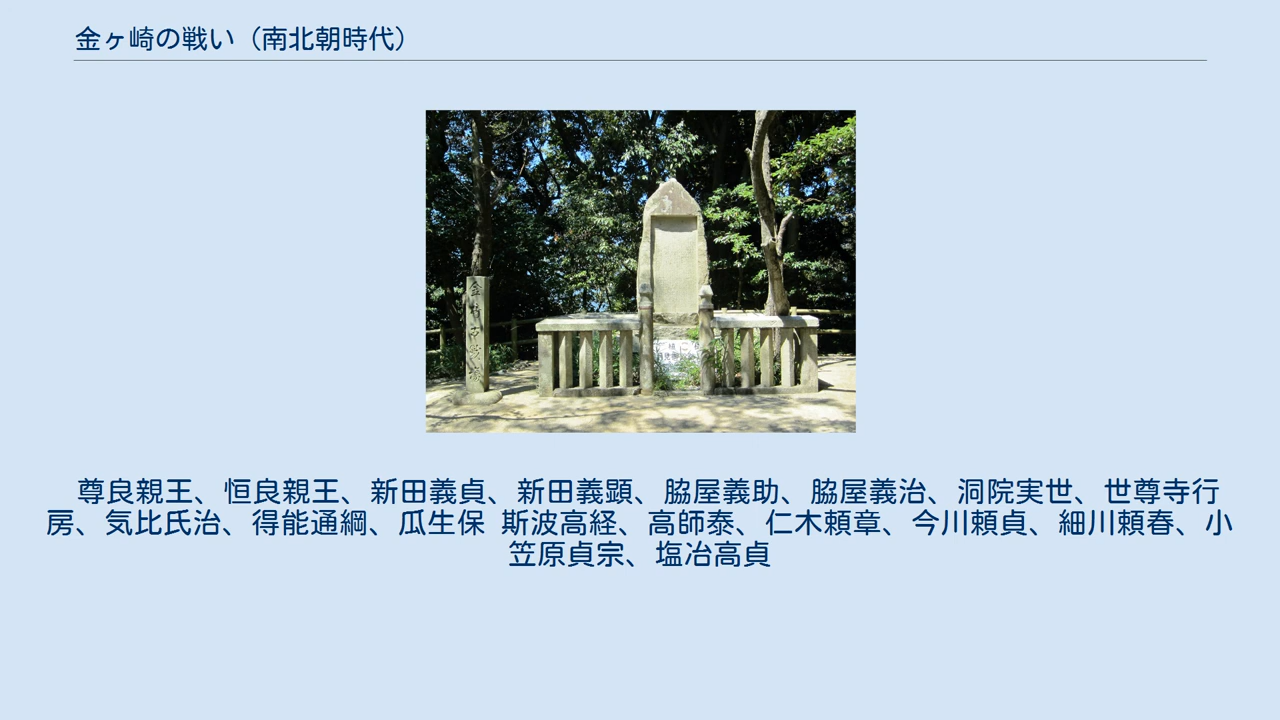 金ヶ崎の戦い（南北朝時代）
尊良親王、恒良親王、新田義貞、新田義顕、脇屋義助、脇屋義治、洞院実世、世尊寺行
房、気比氏治、得能通綱、瓜生保 斯波高経、高師泰、仁木頼章、今川頼貞、細川頼春、小
笠原貞宗、塩冶高貞